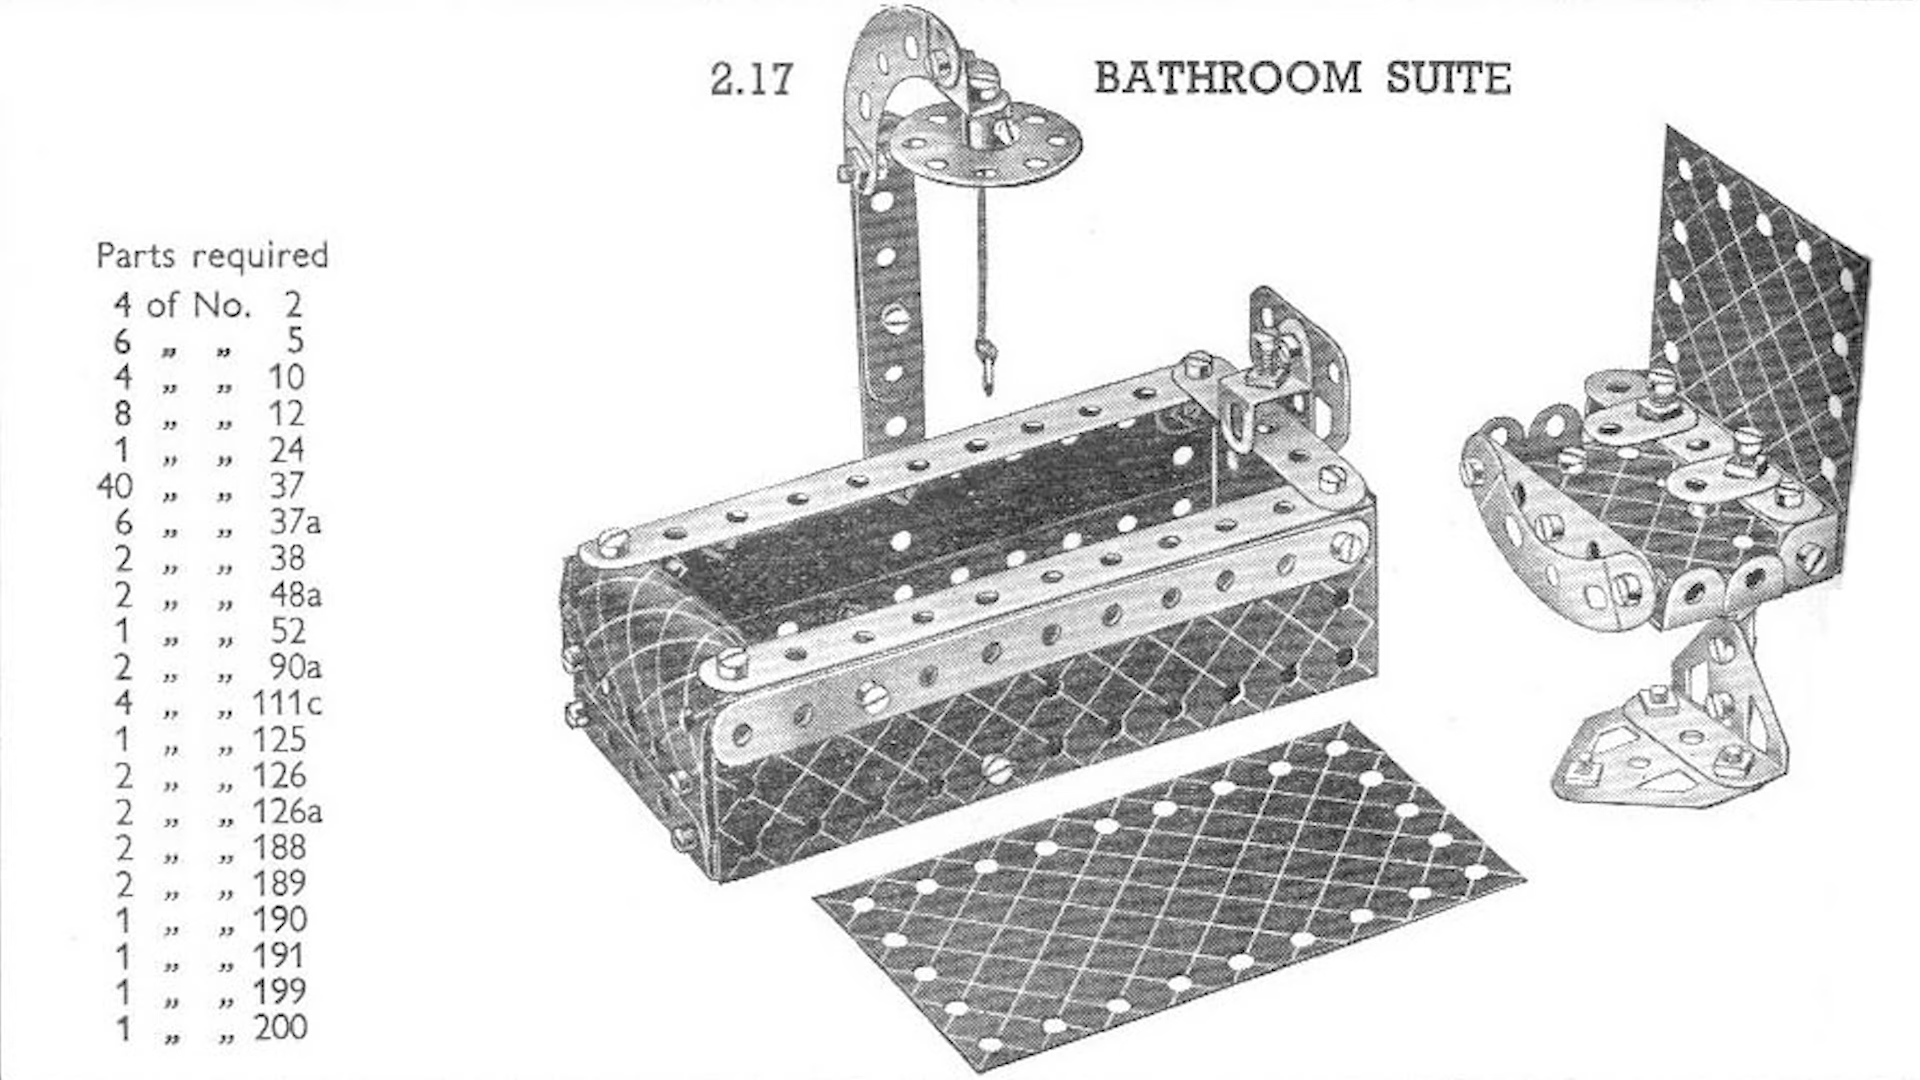 2.17 BATHROOM SUITE
Parts required
4 of No. 2
6 „ „ 5
4 „ „ 10
8 „ „ 12
1 „ „ 24
40 „ „ 37
6 „ „ 37a
2 „ „ 38
2 „ „ 48a
1 „ „ 52
2 „ „ 90a
4 „ „ 111c
1 „ „ 125
2 „ „ 126
2 „ „ 126a
2 „ „ 188
2 „ „ 189
1 „ „ 190
1 „ „ 191
1 „ „ 199
1 „ „ 200